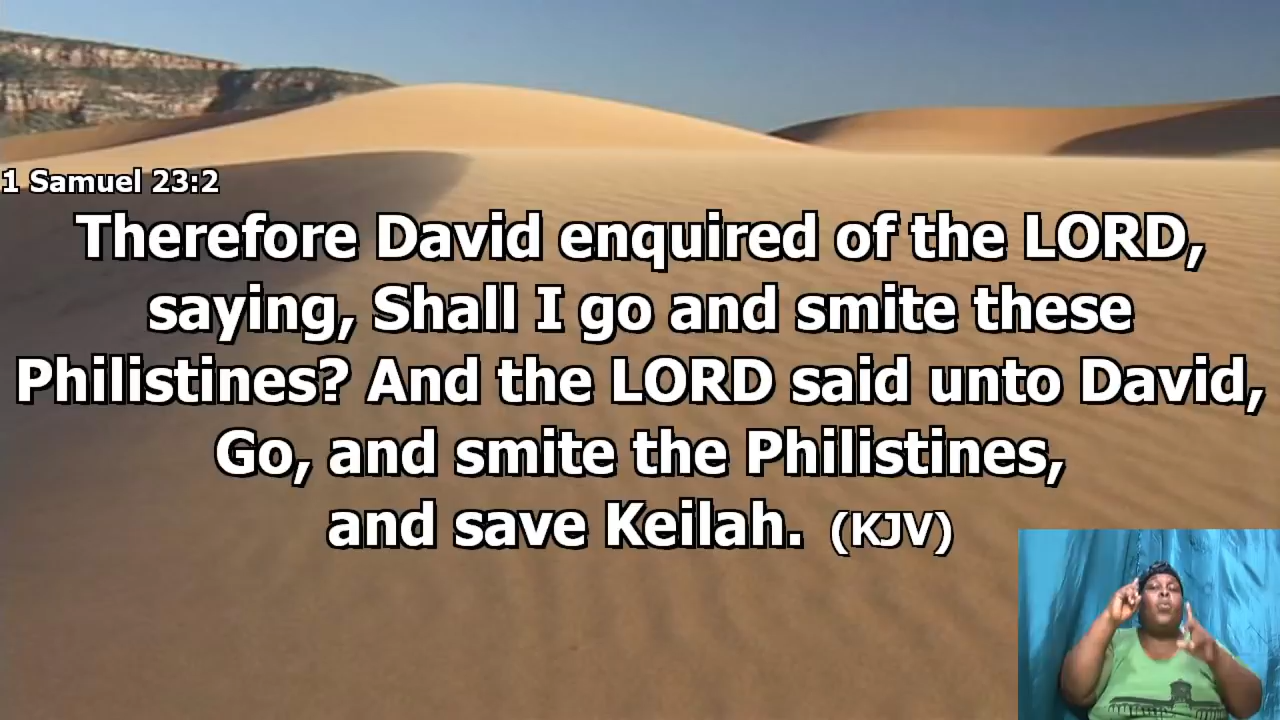 1 Samuel 23:2
Therefore David enquired of the LORD,
saying, Shall I go and smite these
Philistines? And the LORD said unto David,
Go, and smite the Philistines,
and save Keilah. (KJV)